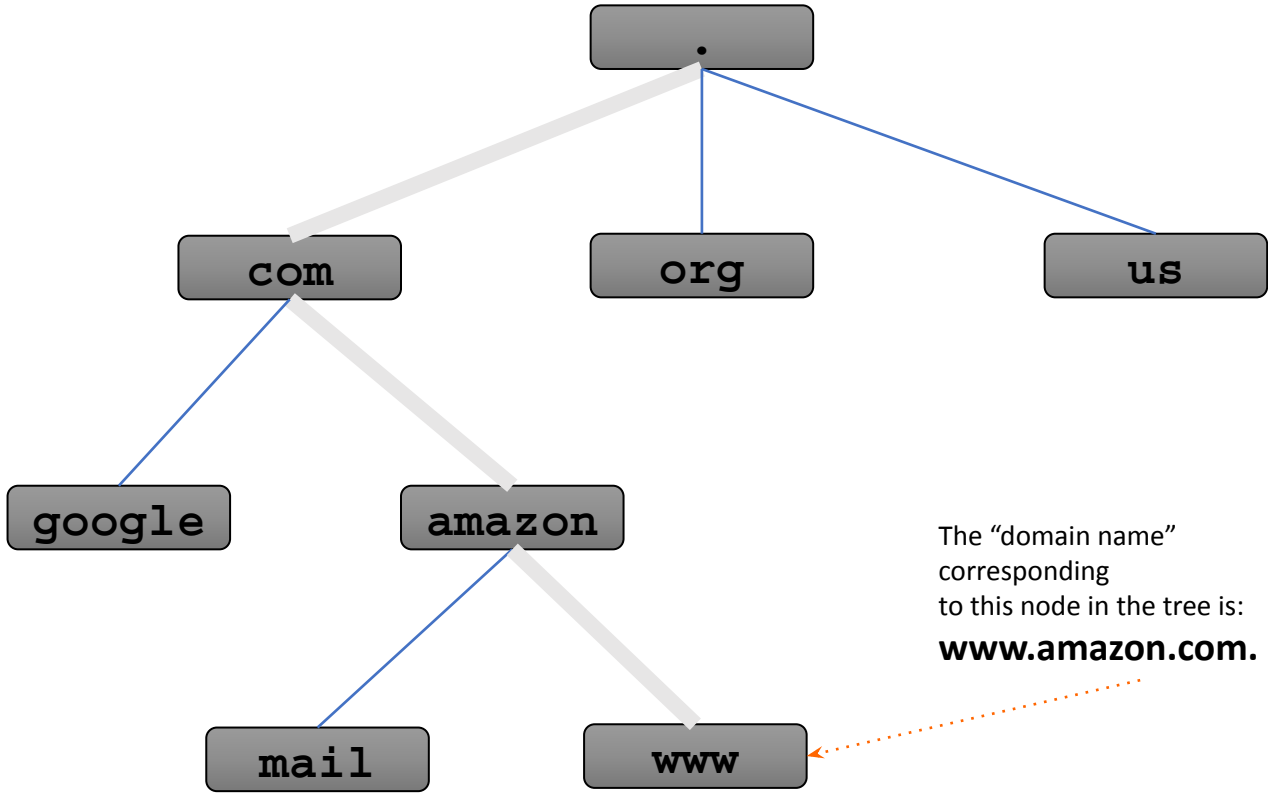 .
com
org
us
google
amazon
The “domain name”
corresponding
to this node in the tree is:
www.amazon.com.
mail
www